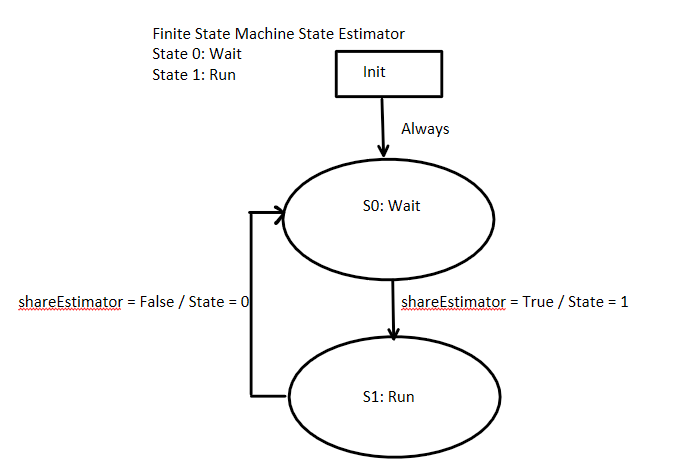 Finite State Machine State Estimator
State 0: Wait
State 1: Run
Init
Always
S0: Wait
shareEstimator = False / State = 0
shareEstimator = True / State = 1
S1: Run